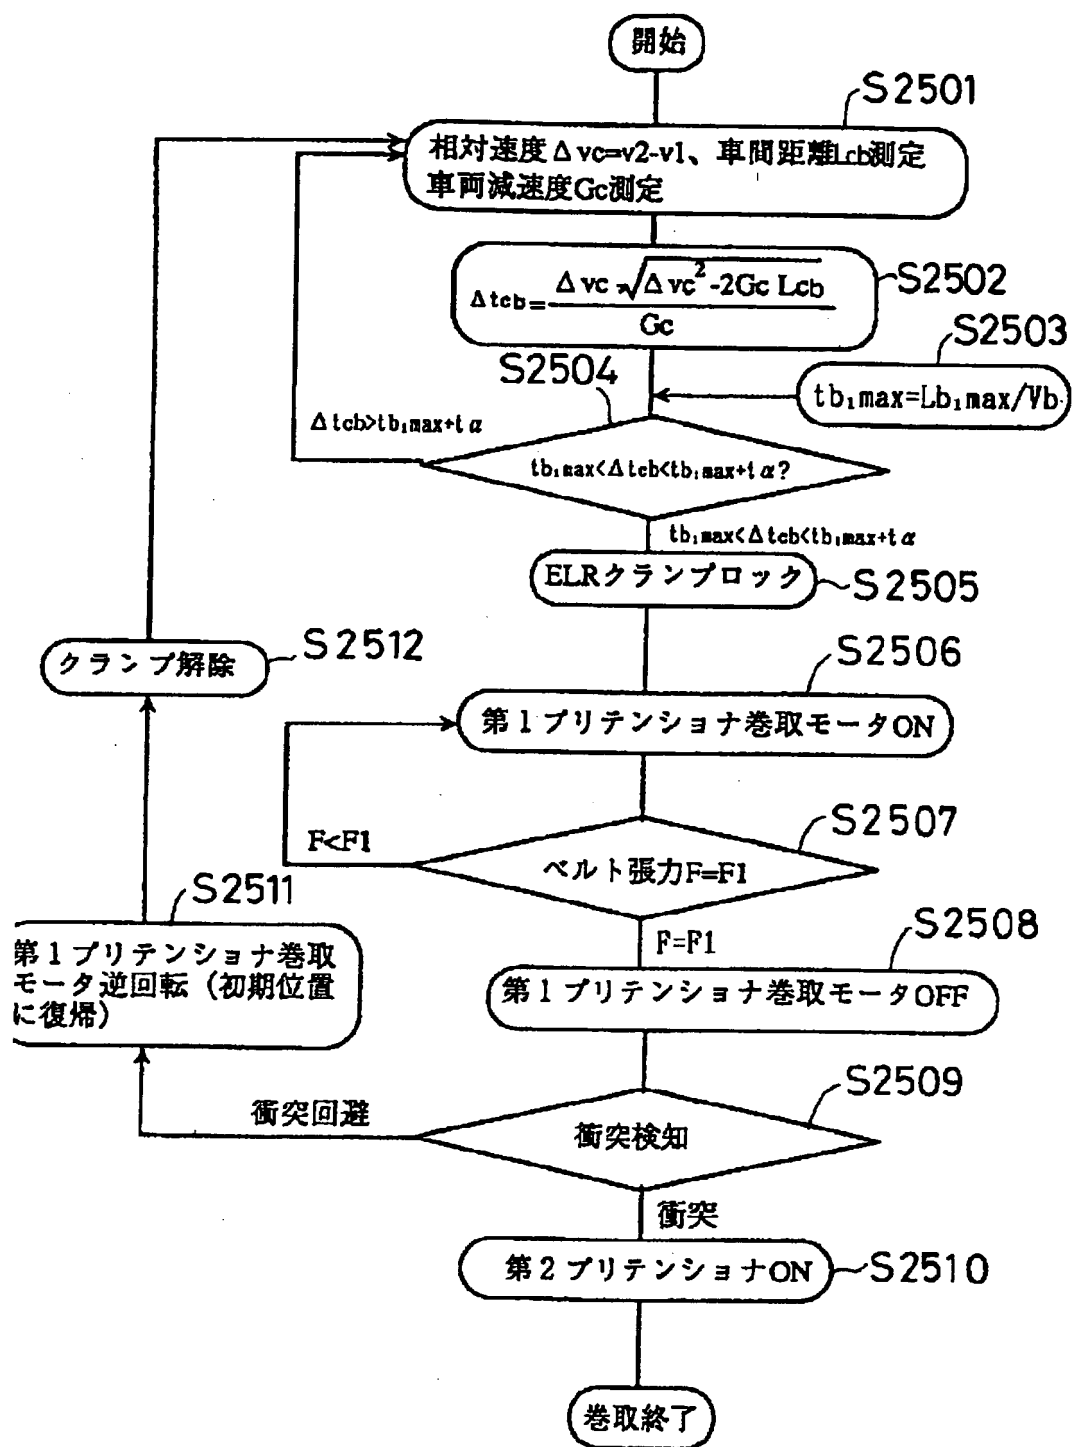 開始
S2501
相対速度Δvc=v2-v1、車間距離Lcb測定
車両減速度Gc測定
S2502
Δtcb=(Δvc-√(Δvc²-2Gc Lcb))/Gc
S2503
tb₁max=Lb₁max/Vb
S2504
Δtcb>tb₁max+tα
tb₁max<Δtcb<tb₁max+tα?
tb₁max<Δtcb<tb₁max+tα
ELRクランプロック
S2505
クランプ解除
S2512
S2506
第1プリテンショナ巻取モータON
S2507
F<F1
ベルト張力F=F1
S2511
第1プリテンショナ巻取
モータ逆回転（初期位置
に復帰）
F=F1
S2508
第1プリテンショナ巻取モータOFF
S2509
衝突回避
衝突検知
衝突
第2プリテンショナON
S2510
巻取終了